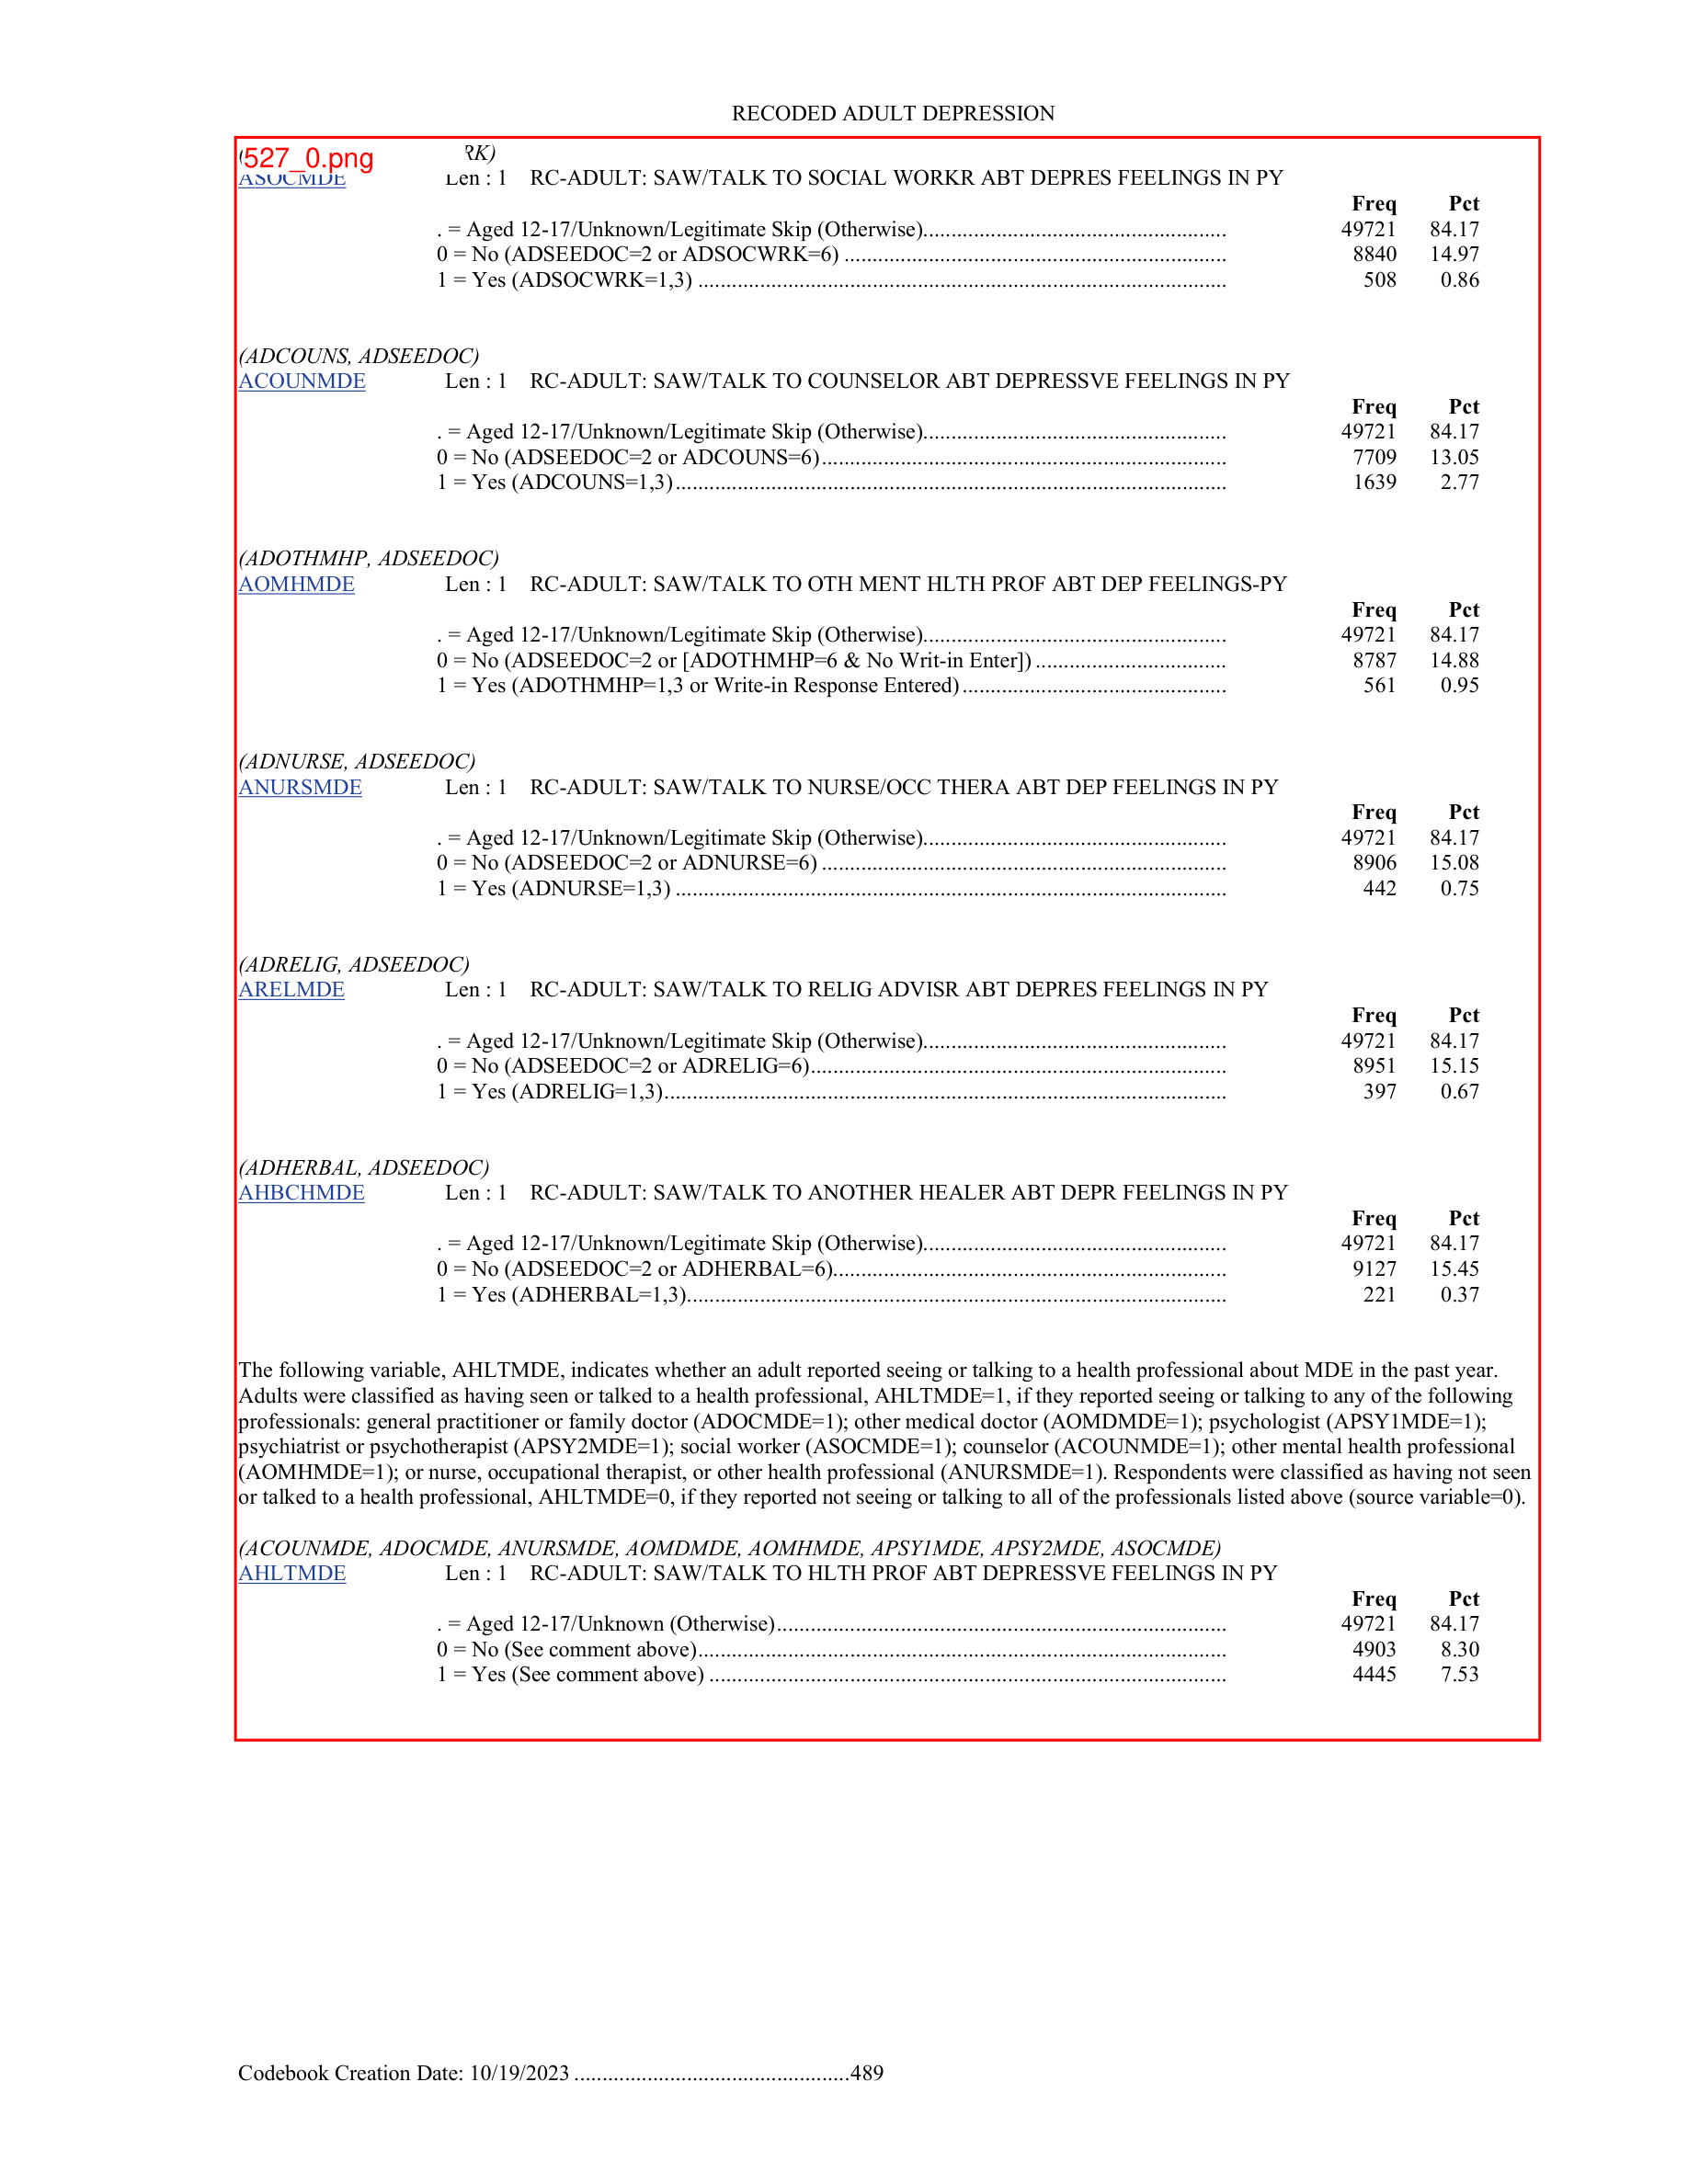 RECODED ADULT DEPRESSION
527_0.png RK)
ASOCMDE Len : 1 RC-ADULT: SAW/TALK TO SOCIAL WORKR ABT DEPRES FEELINGS IN PY
Freq Pct
. = Aged 12-17/Unknown/Legitimate Skip (Otherwise)...................................................... 49721 84.17
0 = No (ADSEEDOC=2 or ADSOCWRK=6) .................................................................... 8840 14.97
1 = Yes (ADSOCWRK=1,3) .............................................................................................. 508 0.86
(ADCOUNS, ADSEEDOC)
ACOUNMDE Len : 1 RC-ADULT: SAW/TALK TO COUNSELOR ABT DEPRESSVE FEELINGS IN PY
Freq Pct
. = Aged 12-17/Unknown/Legitimate Skip (Otherwise)...................................................... 49721 84.17
0 = No (ADSEEDOC=2 or ADCOUNS=6)........................................................................ 7709 13.05
1 = Yes (ADCOUNS=1,3).................................................................................................. 1639 2.77
(ADOTHMHP, ADSEEDOC)
AOMHMDE Len : 1 RC-ADULT: SAW/TALK TO OTH MENT HLTH PROF ABT DEP FEELINGS-PY
Freq Pct
. = Aged 12-17/Unknown/Legitimate Skip (Otherwise)...................................................... 49721 84.17
0 = No (ADSEEDOC=2 or [ADOTHMHP=6 & No Writ-in Enter]) .................................. 8787 14.88
1 = Yes (ADOTHMHP=1,3 or Write-in Response Entered)............................................... 561 0.95
(ADNURSE, ADSEEDOC)
ANURSMDE Len : 1 RC-ADULT: SAW/TALK TO NURSE/OCC THERA ABT DEP FEELINGS IN PY
Freq Pct
. = Aged 12-17/Unknown/Legitimate Skip (Otherwise)...................................................... 49721 84.17
0 = No (ADSEEDOC=2 or ADNURSE=6) ........................................................................ 8906 15.08
1 = Yes (ADNURSE=1,3) .................................................................................................. 442 0.75
(ADRELIG, ADSEEDOC)
ARELMDE Len : 1 RC-ADULT: SAW/TALK TO RELIG ADVISR ABT DEPRES FEELINGS IN PY
Freq Pct
. = Aged 12-17/Unknown/Legitimate Skip (Otherwise)...................................................... 49721 84.17
0 = No (ADSEEDOC=2 or ADRELIG=6).......................................................................... 8951 15.15
1 = Yes (ADRELIG=1,3).................................................................................................... 397 0.67
(ADHERBAL, ADSEEDOC)
AHBCHMDE Len : 1 RC-ADULT: SAW/TALK TO ANOTHER HEALER ABT DEPR FEELINGS IN PY
Freq Pct
. = Aged 12-17/Unknown/Legitimate Skip (Otherwise)...................................................... 49721 84.17
0 = No (ADSEEDOC=2 or ADHERBAL=6)...................................................................... 9127 15.45
1 = Yes (ADHERBAL=1,3)................................................................................................ 221 0.37
The following variable, AHLTMDE, indicates whether an adult reported seeing or talking to a health professional about MDE in the past year.
Adults were classified as having seen or talked to a health professional, AHLTMDE=1, if they reported seeing or talking to any of the following
professionals: general practitioner or family doctor (ADOCMDE=1); other medical doctor (AOMDMDE=1); psychologist (APSY1MDE=1);
psychiatrist or psychotherapist (APSY2MDE=1); social worker (ASOCMDE=1); counselor (ACOUNMDE=1); other mental health professional
(AOMHMDE=1); or nurse, occupational therapist, or other health professional (ANURSMDE=1). Respondents were classified as having not seen
or talked to a health professional, AHLTMDE=0, if they reported not seeing or talking to all of the professionals listed above (source variable=0).
(ACOUNMDE, ADOCMDE, ANURSMDE, AOMDMDE, AOMHMDE, APSY1MDE, APSY2MDE, ASOCMDE)
AHLTMDE Len : 1 RC-ADULT: SAW/TALK TO HLTH PROF ABT DEPRESSVE FEELINGS IN PY
Freq Pct
. = Aged 12-17/Unknown (Otherwise)................................................................................ 49721 84.17
0 = No (See comment above).............................................................................................. 4903 8.30
1 = Yes (See comment above) ............................................................................................ 4445 7.53
Codebook Creation Date: 10/19/2023 .................................................489